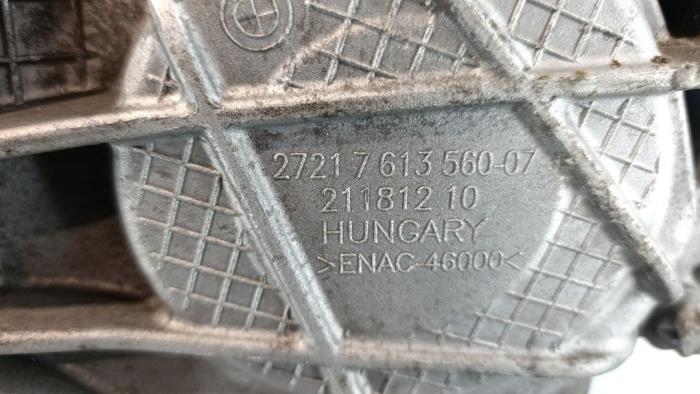 2721 7 613 560-07
211812 10
HUNGARY
>ENAC-46000<